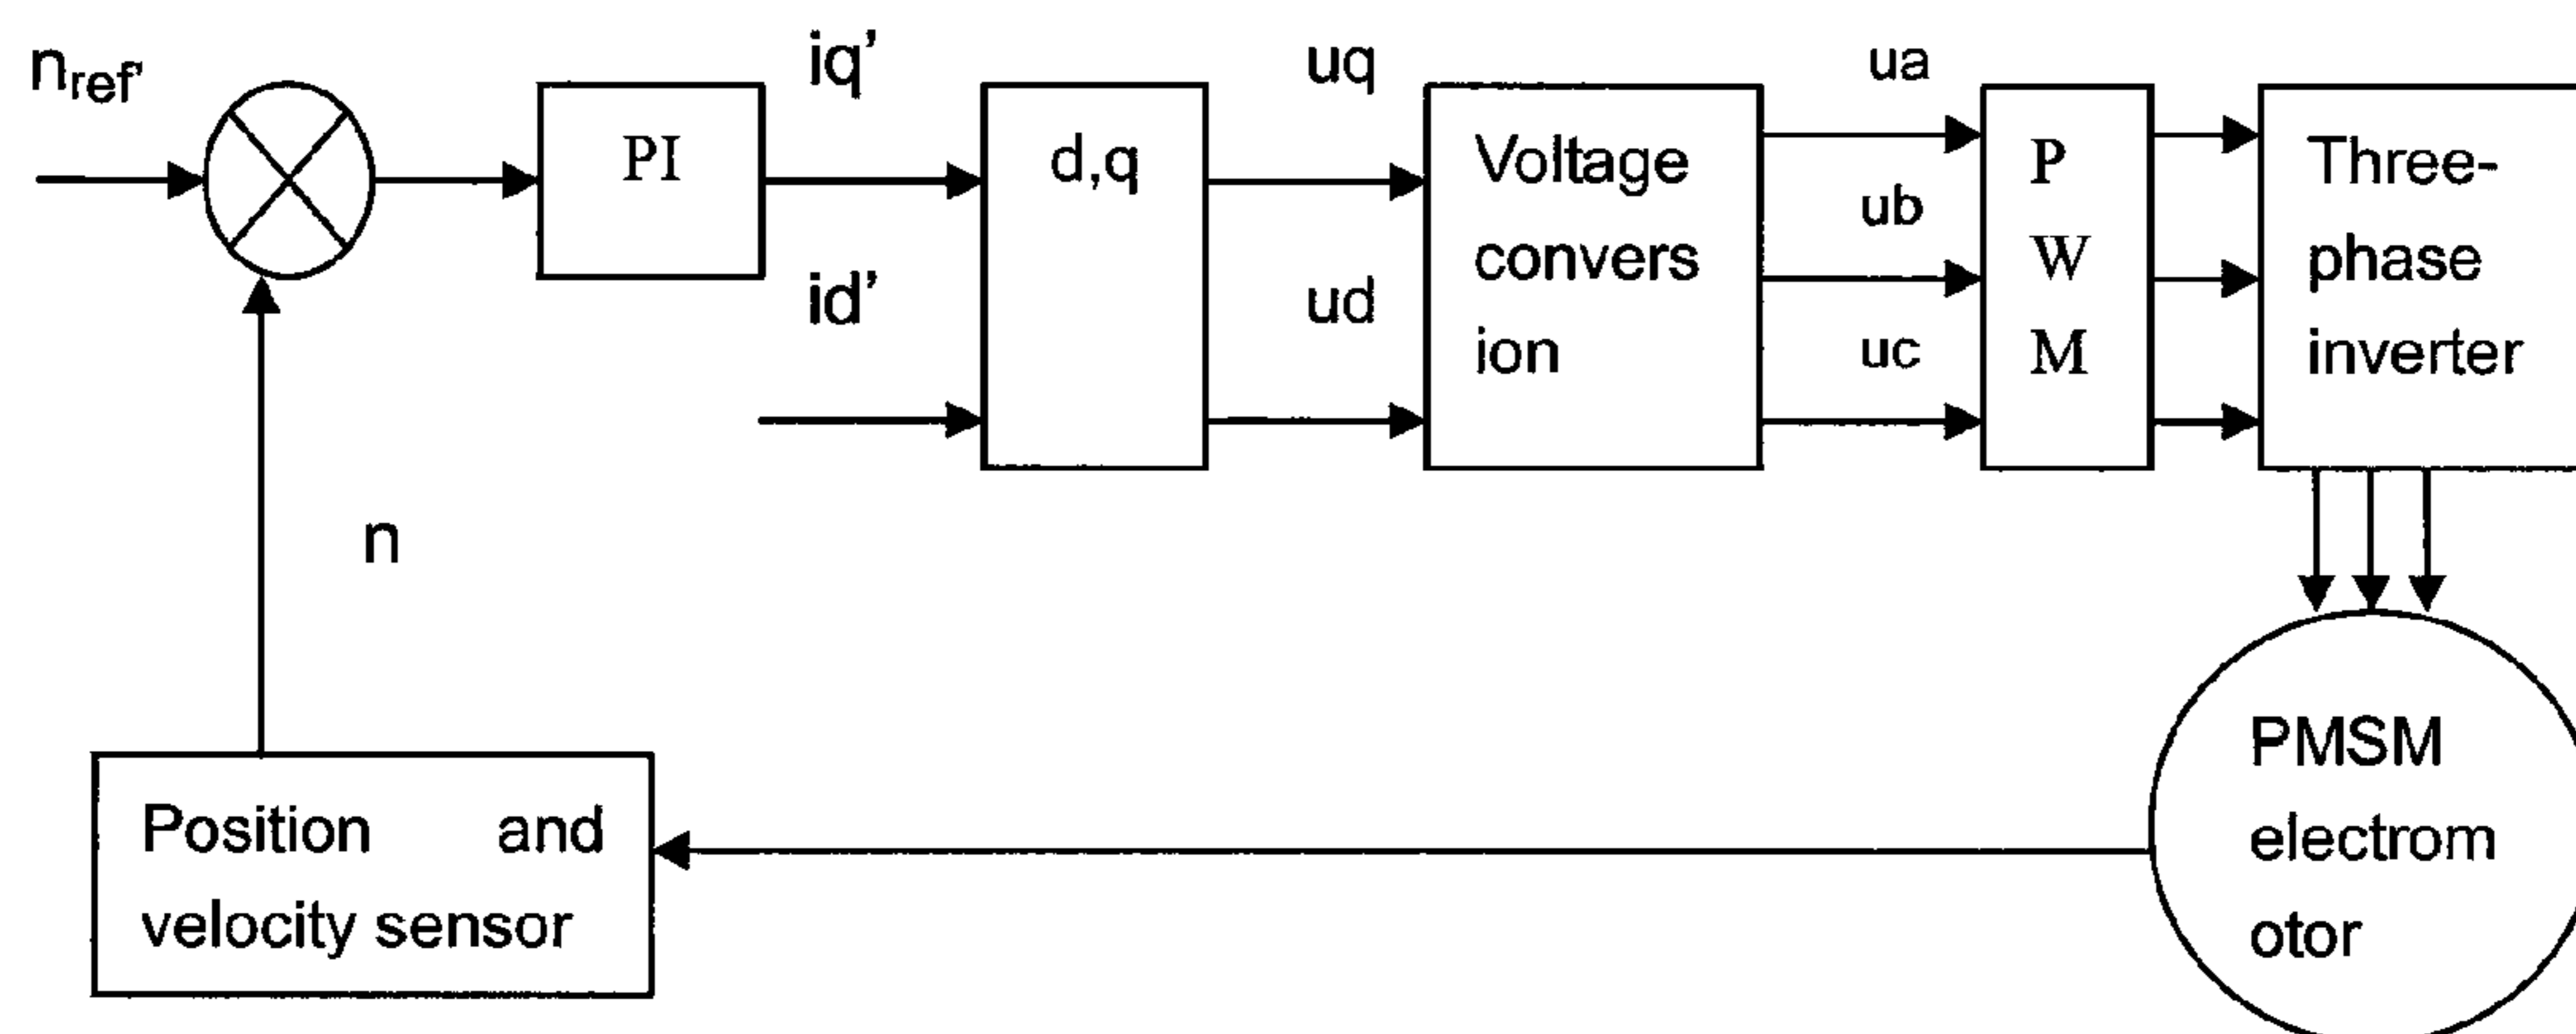 nref'
PI
iq'
id'
d,q
uq
ud
Voltage
convers
ion
ua
ub
uc
P
W
M
Three-
phase
inverter
n
Position and
velocity sensor
PMSM
electrom
otor